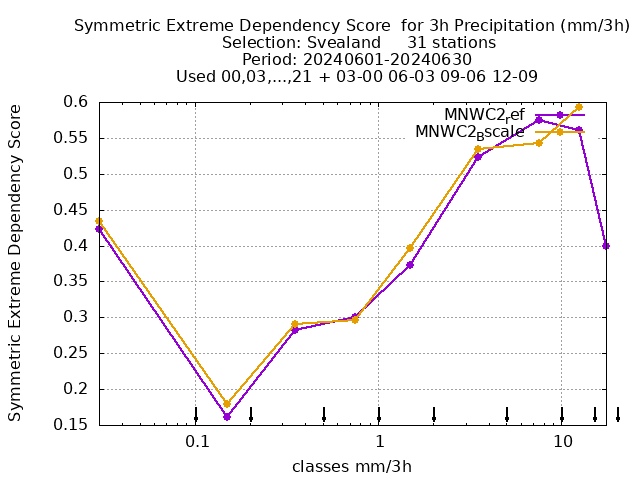 Symmetric Extreme Dependency Score  for 3h Precipitation (mm/3h)
Selection: Svealand     31 stations
Period: 20240601-20240630
Used 00,03,...,21 + 03-00 06-03 09-06 12-09
MNWC2ref
MNWC2Bscale
Symmetric Extreme Dependency Score
0.6
0.55
0.5
0.45
0.4
0.35
0.3
0.25
0.2
0.15
0.1 1 10
classes mm/3h